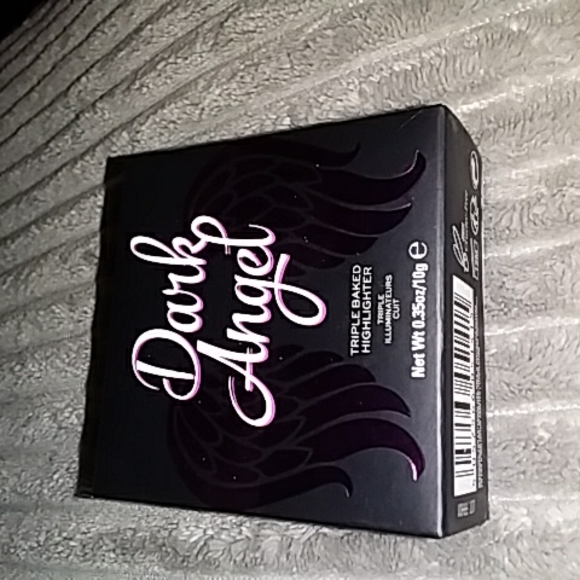 Dark
Angel
TRIPLE BAKED
HIGHLIGHTER
TRIPLE
ILLUMINATEURS
CUIT
Net Wt 0.35oz/10g ℮